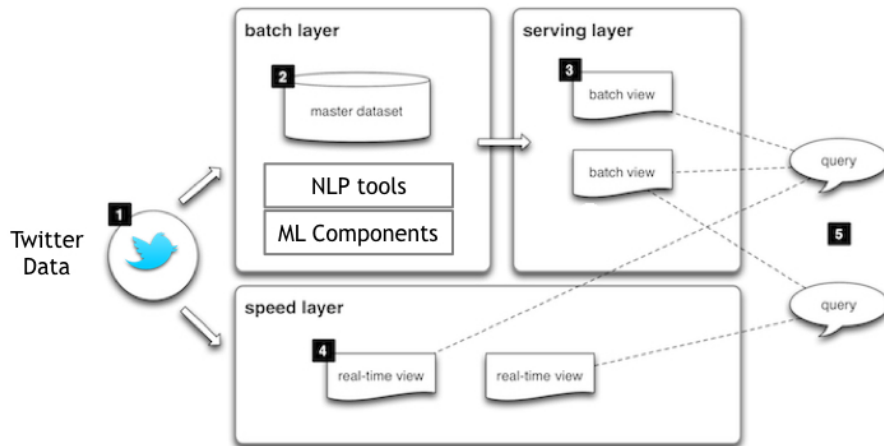 batch layer
2
master dataset
NLP tools
ML Components
serving layer
3
batch view
batch view
query
5
query
1
Twitter
Data
speed layer
4
real-time view
real-time view